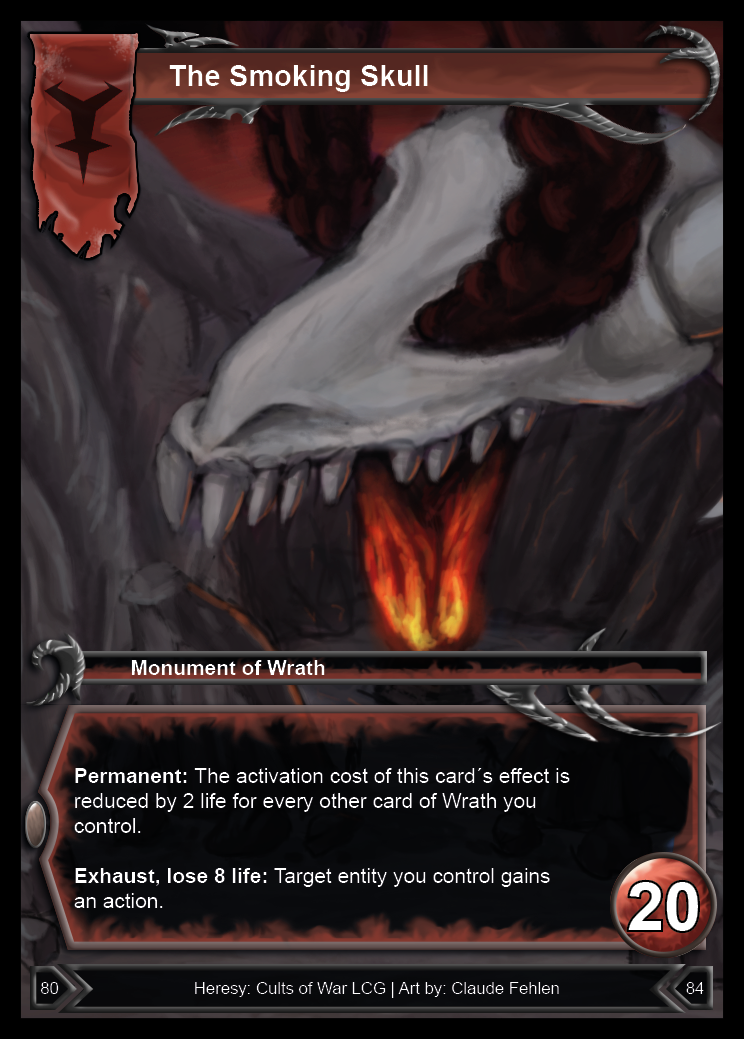 The Smoking Skull
Monument of Wrath
Permanent: The activation cost of this card´s effect is
reduced by 2 life for every other card of Wrath you
control.
Exhaust, lose 8 life: Target entity you control gains
an action.
20
80
Heresy: Cults of War LCG | Art by: Claude Fehlen
84